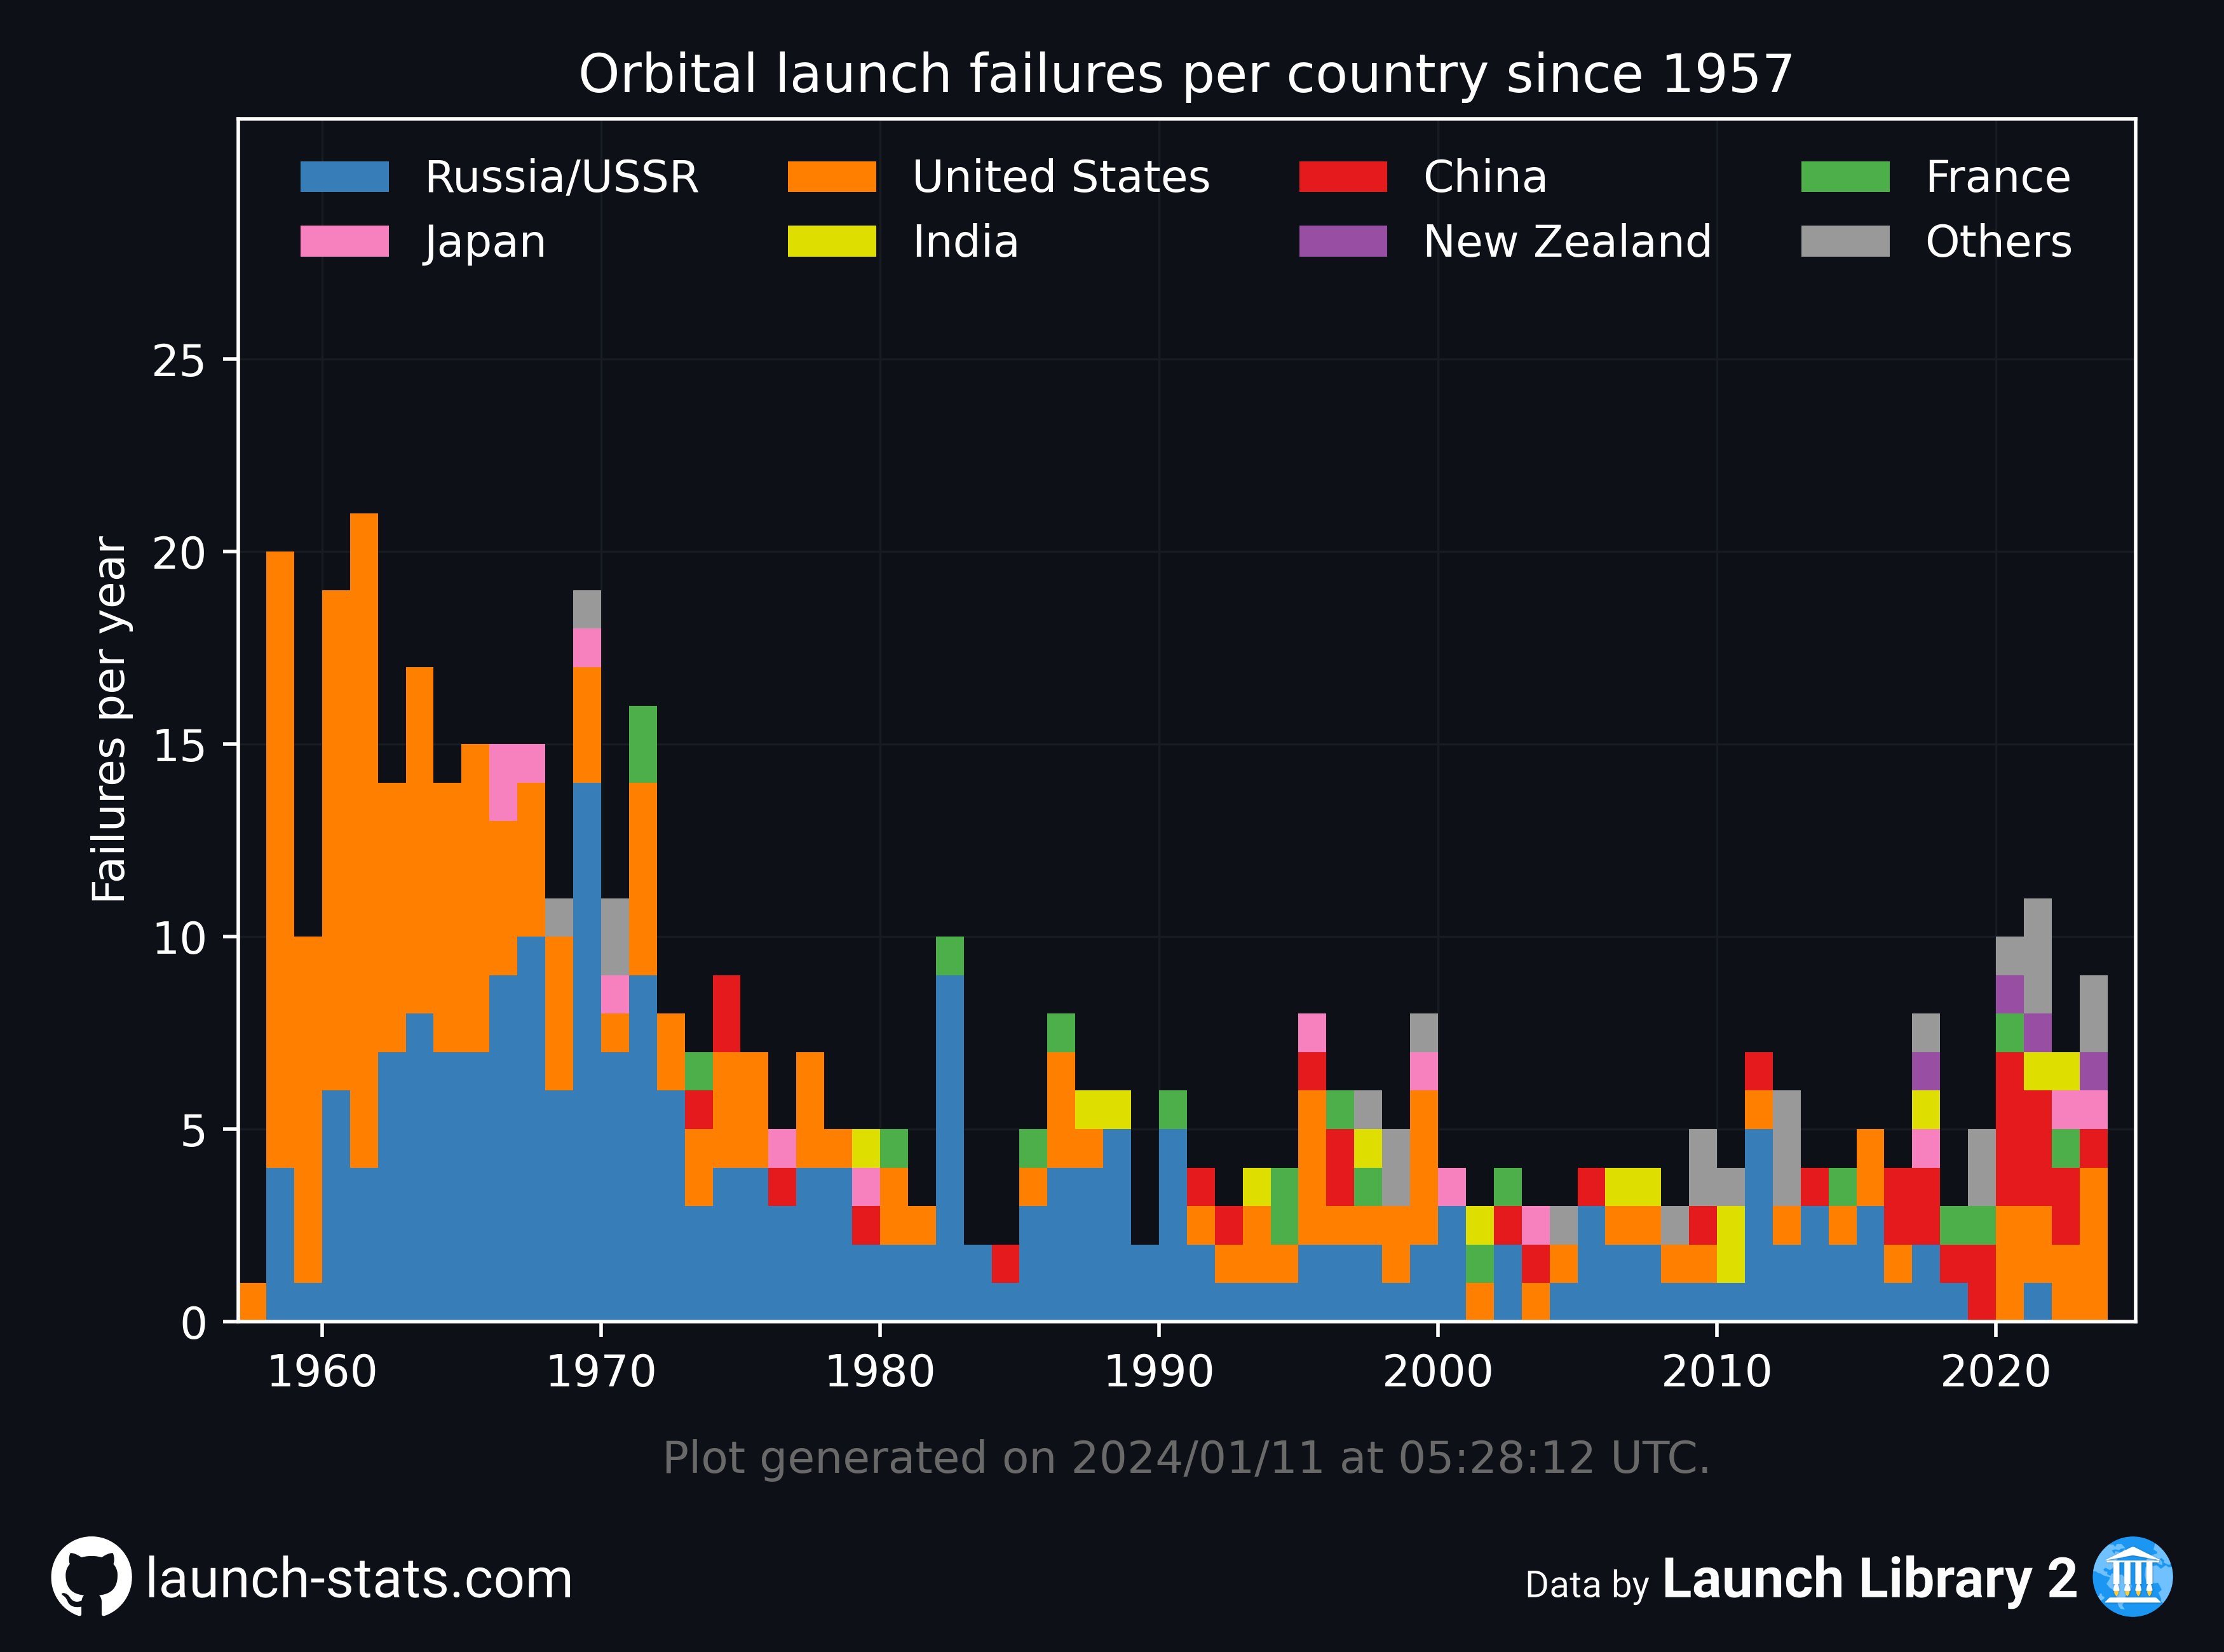 Orbital launch failures per country since 1957
Russia/USSR United States China France
Japan India New Zealand Others
Failures per year
25
20
15
10
5
0
1960 1970 1980 1990 2000 2010 2020
Plot generated on 2024/01/11 at 05:28:12 UTC.
launch-stats.com
Data by Launch Library 2